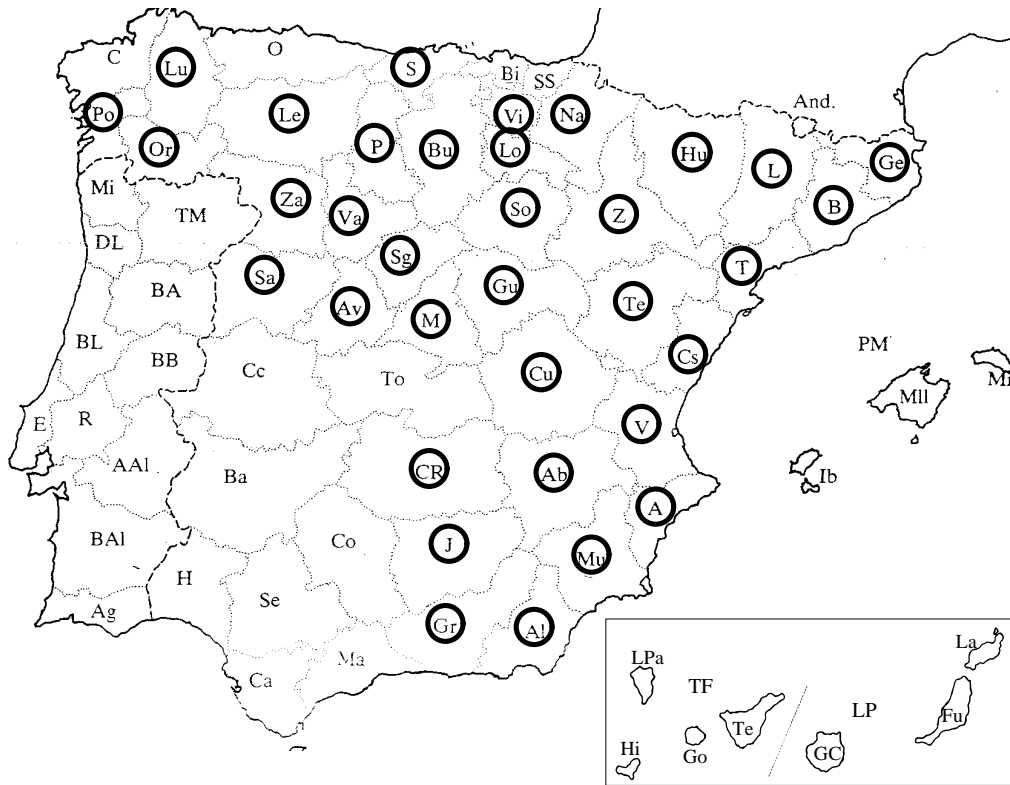 O
C
Lu
S
Bi
SS
And.
Po
Le
Vi
Na
P
Or
Bu
Lo
Hu
L
Ge
Mi
Za
TM
Va
So
Z
B
DL
Sg
Sa
T
BA
Av
Gu
Te
M
BL
BB
Cc
To
Cu
Cs
PM
Mi
Mll
E
R
V
AAl
Ba
CR
Ab
Ib
A
BAl
Co
J
Mu
H
Se
Ag
Gr
Al
Ma
Ca
La
LPa
TF
LP
Fu
Te
Hi
Go
GC